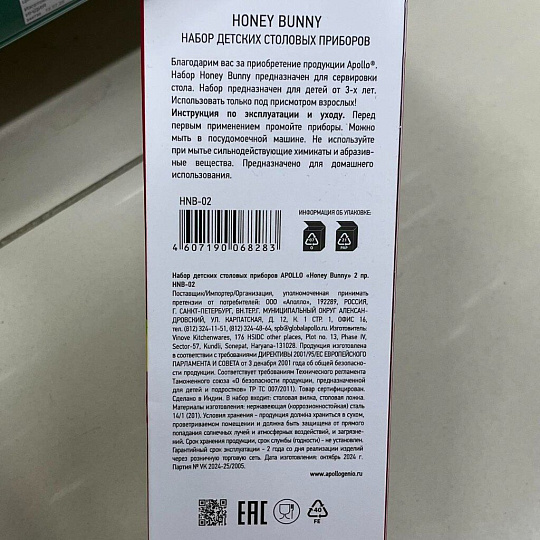 HONEY BUNNY
НАБОР ДЕТСКИХ СТОЛОВЫХ ПРИБОРОВ
Благодарим вас за приобретение продукции Apollo®.
Набор Honey Bunny предназначен для сервировки
стола. Набор предназначен для детей от 3-х лет.
Использовать только под присмотром взрослых!
Инструкция по эксплуатации и уходу. Перед
первым применением промойте приборы. Можно
мыть в посудомоечной машине. Не используйте
при мытье сильнодействующие химикаты и абразив-
ные вещества. Предназначено для домашнего
использования.
HNB-02
ИНФОРМАЦИЯ ОБ УПАКОВКЕ:
4 607190 068283
PAP
Набор детских столовых приборов APOLLO «Honey Bunny» 2 пр.
HNB-02
Поставщик/Импортер/Организация, уполномоченная принимать
претензии от потребителей: ООО «Аполло», 192289, РОССИЯ,
Г. САНКТ-ПЕТЕРБУРГ, ВН.ТЕР.Г. МУНИЦИПАЛЬНЫЙ ОКРУГ АЛЕКСАН-
ДРОВСКИЙ, УЛ. КАРПАТСКАЯ, Д. 12, К. 1 СТР. 1, ОФИС 16,
тел. (812) 324-11-51, (812) 324-48-64, spb@globalapollo.ru. Изготовитель:
Vinove Kitchenwares, 176 HSIDC other places, Plot no. 13, Phase IV,
Sector-57, Kundli, Sonepat, Haryana-131028. Продукция изготовлена
в соответствии с требованиями ДИРЕКТИВЫ 2001/95/ЕС ЕВРОПЕЙСКОГО
ПАРЛАМЕНТА И СОВЕТА от 3 декабря 2001 года об общей безопасно-
сти продукции. Соответствует требованиям Технического регламента
Таможенного союза «О безопасности продукции, предназначенной
для детей и подростков» ТР ТС 007/2011). Товар сертифицирован.
Сделано в Индии. В набор входит: столовая вилка, столовая ложка.
Материалы изготовления: нержавеющая (коррозионностойкая) сталь
14/1 (201). Условия хранения - продукция должна храниться в сухом,
проветриваемом помещении и должна быть защищена от прямого
попадания солнечных лучей и атмосферных воздействий, и загрязне-
ний. Срок хранения продукции, срок службы (годности) - не установлен.
Гарантийный срок эксплуатации - 2 года со дня реализации изделий
через розничную торговую сеть. Дата изготовления: октябрь 2024 г.
Партия № VK 2024-25/2005.
www.apollogenio.ru
EAC
40
FE